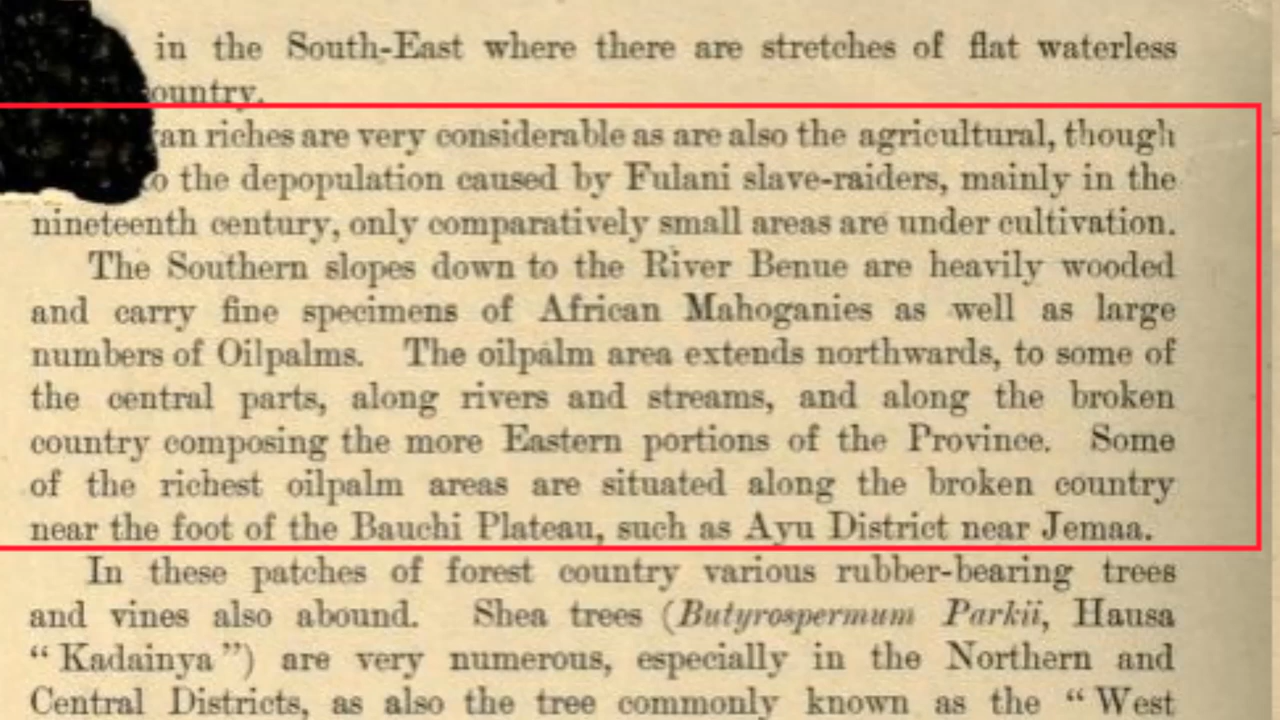 in the South-East where there are stretches of flat waterless
riches are very considerable as are also the agricultural, though
the depopulation caused by Fulani slave-raiders, mainly in the
nineteenth century, only comparatively small areas are under cultivation.
The Southern slopes down to the River Benue are heavily wooded
and carry fine specimens of African Mahoganies as well as large
numbers of Oilpalms. The oilpalm area extends northwards, to some of
the central parts, along rivers and streams, and along the broken
country composing the more Eastern portions of the Province. Some
of the richest oilpalm areas are situated along the broken country
near the foot of the Bauchi Plateau, such as Ayu District near Jemaa.
In these patches of forest country various rubber-bearing trees
and vines also abound. Shea trees (Butyrospermum Parkii, Hausa
“Kadainya”) are very numerous, especially in the Northern and
Central Districts, as also the tree commonly known as the “West